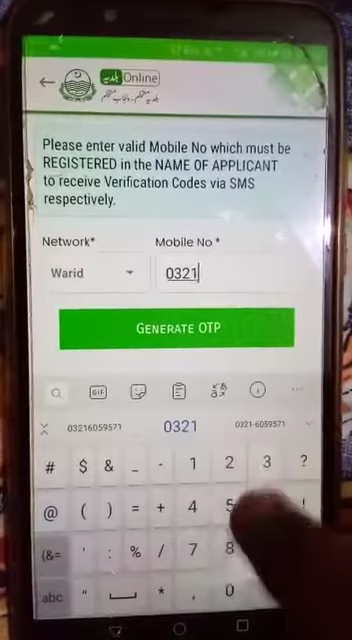 بلدیہ Online
Please enter valid Mobile No which must be
REGISTERED in the NAME OF APPLICANT
to receive Verification Codes via SMS
respectively.
Network* Mobile No *
Warid 0321
GENERATE OTP
GIF
03216059571 0321 0321-6059571
# $ & _ - 1 2 3 ?
@ ( ) = + 4 5 !
(&= ' : % / 7 8
abc " * , 0